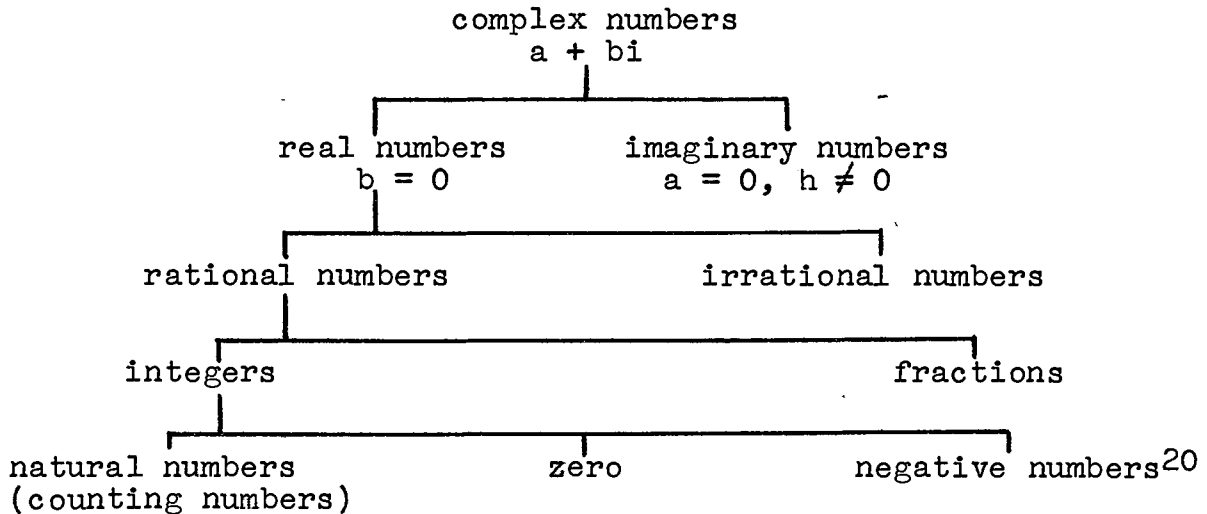 complex numbers
a + bi
real numbers imaginary numbers
b = 0 a = 0, h ≠ 0
rational numbers irrational numbers
integers fractions
natural numbers zero negative numbers20
(counting numbers)